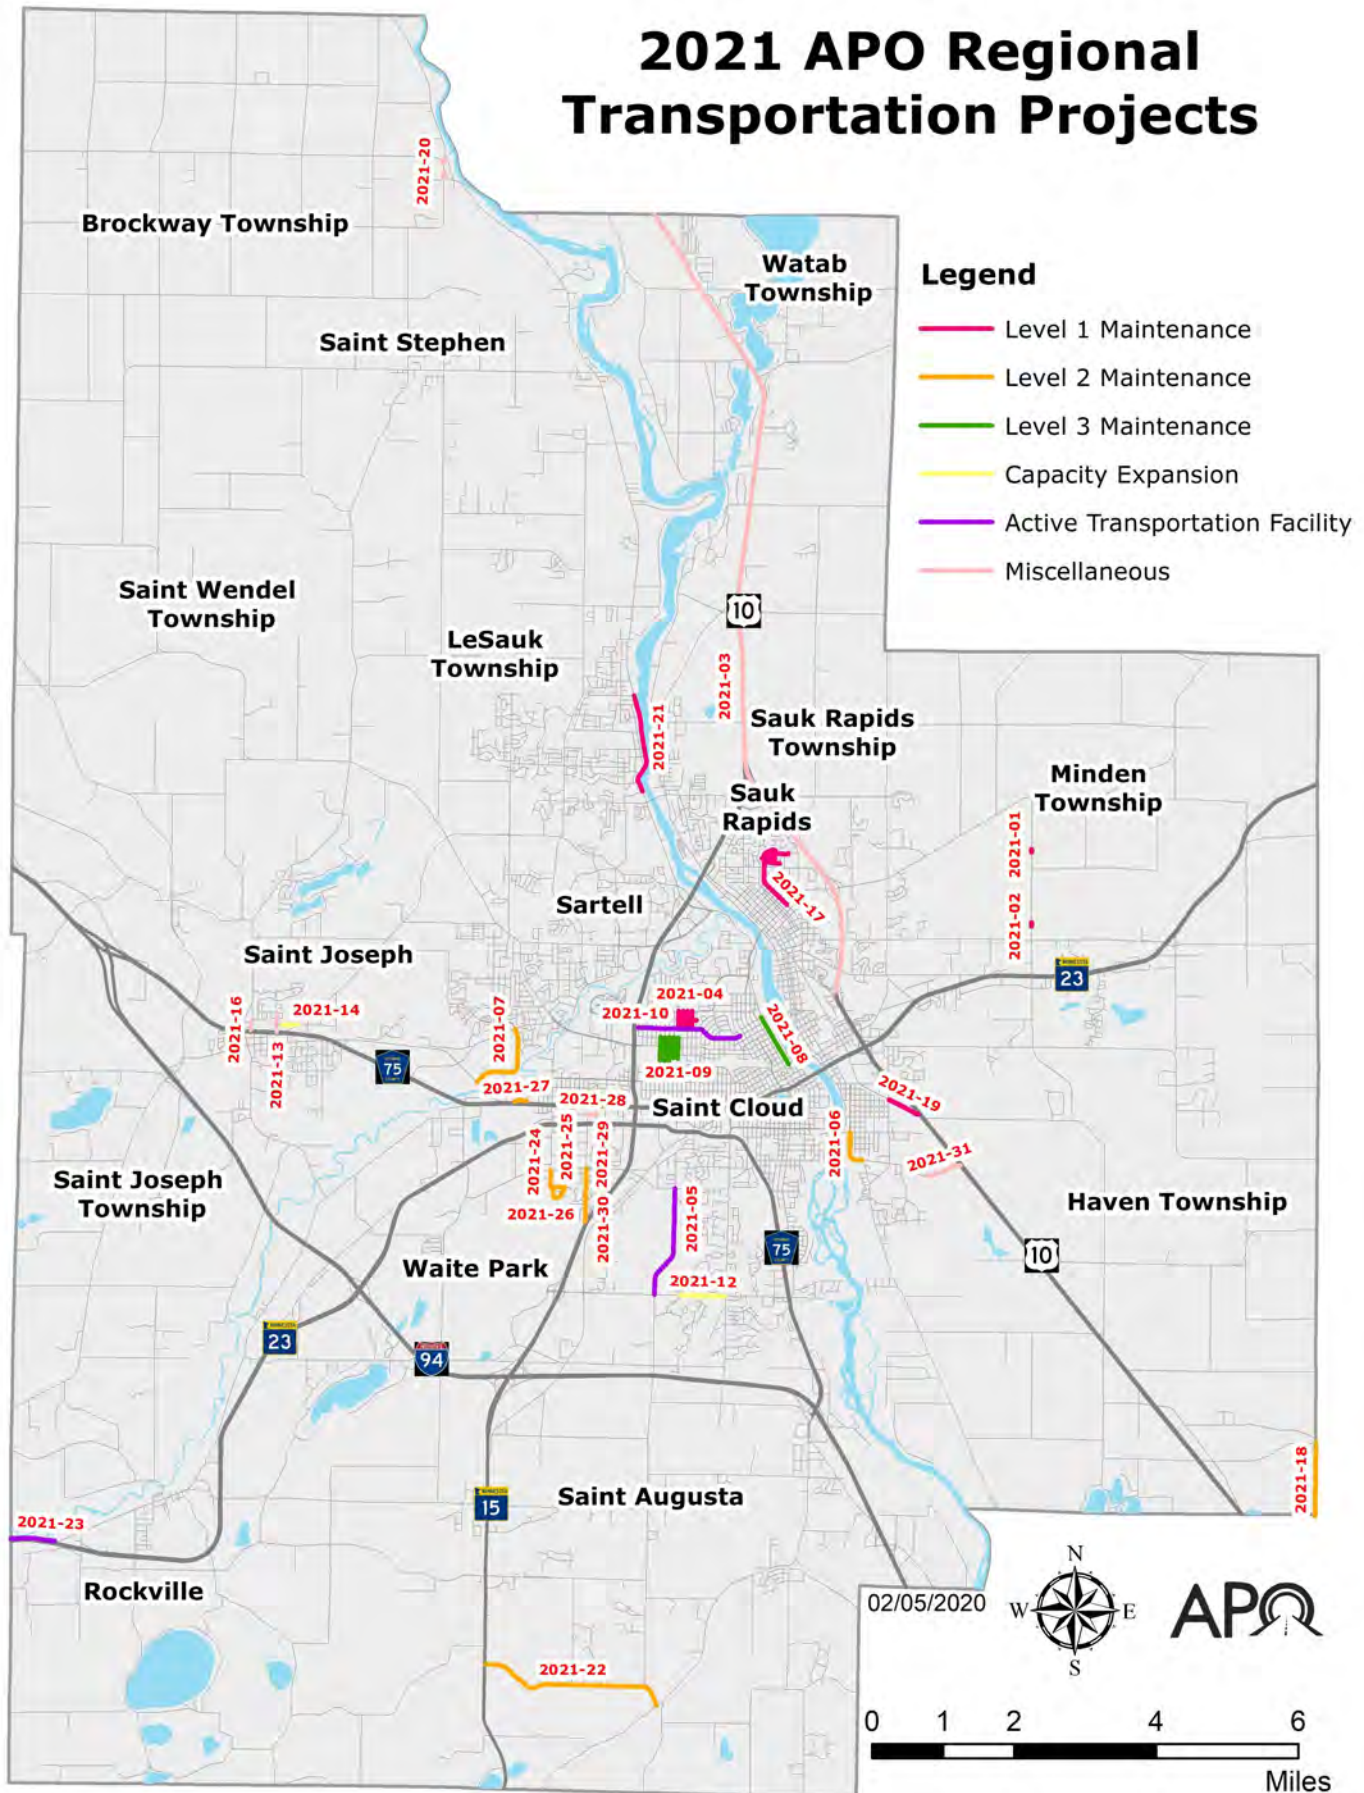 2021 APO Regional
Transportation Projects
2021-20
Brockway Township
Watab
Township
Legend
Level 1 Maintenance
Level 2 Maintenance
Level 3 Maintenance
Capacity Expansion
Active Transportation Facility
Miscellaneous
Saint Stephen
Saint Wendel
Township
LeSauk
Township
10
2021-03
2021-21
Sauk Rapids
Township
Minden
Township
Sauk
Rapids
2021-01
2021-17
2021-02
Sartell
Saint Joseph
23
2021-04
2021-16
2021-14
2021-07
2021-10
2021-08
2021-13
75
2021-09
2021-27
2021-28
Saint Cloud
2021-19
2021-24
2021-25
2021-29
2021-06
2021-31
Saint Joseph
Township
2021-26
2021-30
2021-05
Haven Township
75
10
Waite Park
2021-12
23
94
2021-18
Saint Augusta
15
2021-23
Rockville
02/05/2020
N
W
E
S
APO
2021-22
0 1 2 4 6
Miles